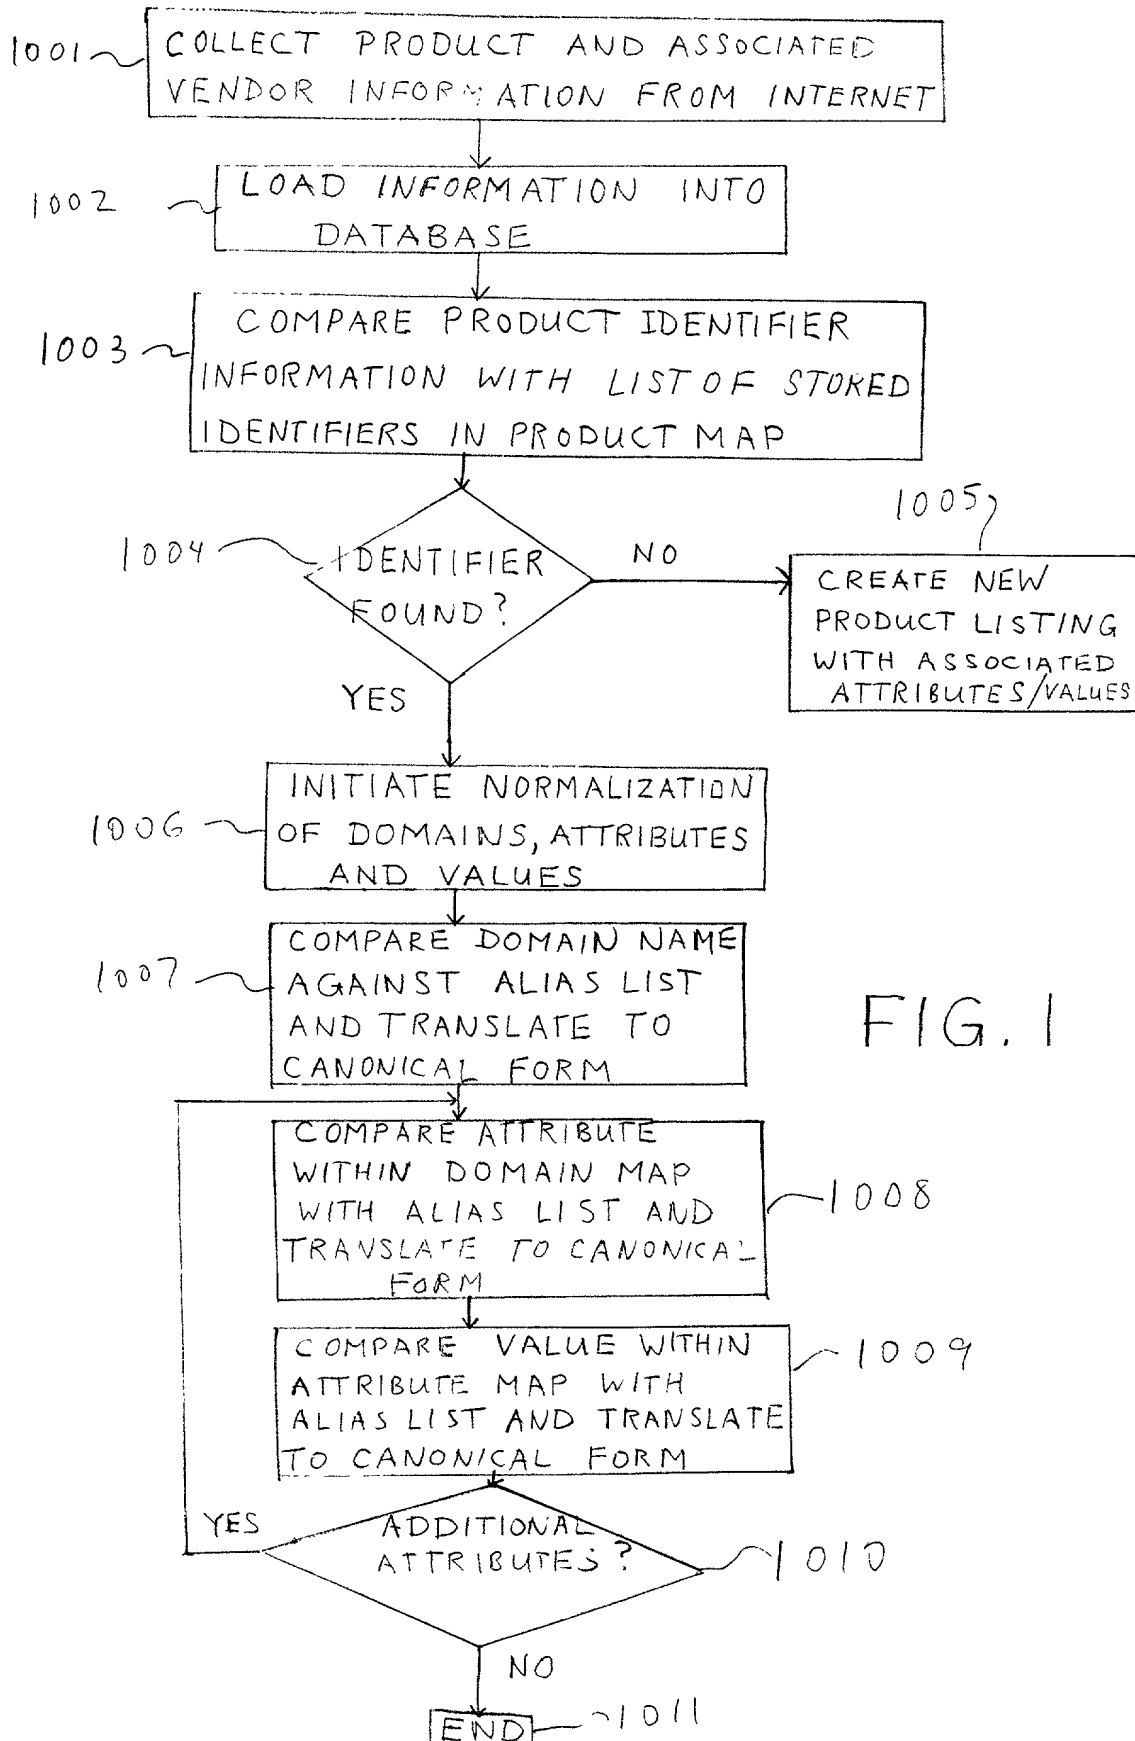 1001
COLLECT PRODUCT AND ASSOCIATED
VENDOR INFORMATION FROM INTERNET
1002
LOAD INFORMATION INTO
DATABASE
1003
COMPARE PRODUCT IDENTIFIER
INFORMATION WITH LIST OF STORED
IDENTIFIERS IN PRODUCT MAP
1004
IDENTIFIER
FOUND?
NO
1005
CREATE NEW
PRODUCT LISTING
WITH ASSOCIATED
ATTRIBUTES/VALUES
YES
1006
INITIATE NORMALIZATION
OF DOMAINS, ATTRIBUTES
AND VALUES
1007
COMPARE DOMAIN NAME
AGAINST ALIAS LIST
AND TRANSLATE TO
CANONICAL FORM
FIG. 1
COMPARE ATTRIBUTE
WITHIN DOMAIN MAP
WITH ALIAS LIST AND
TRANSLATE TO CANONICAL
FORM
1008
COMPARE VALUE WITHIN
ATTRIBUTE MAP WITH
ALIAS LIST AND TRANSLATE
TO CANONICAL FORM
1009
YES
ADDITIONAL
ATTRIBUTES?
1010
NO
END
1011